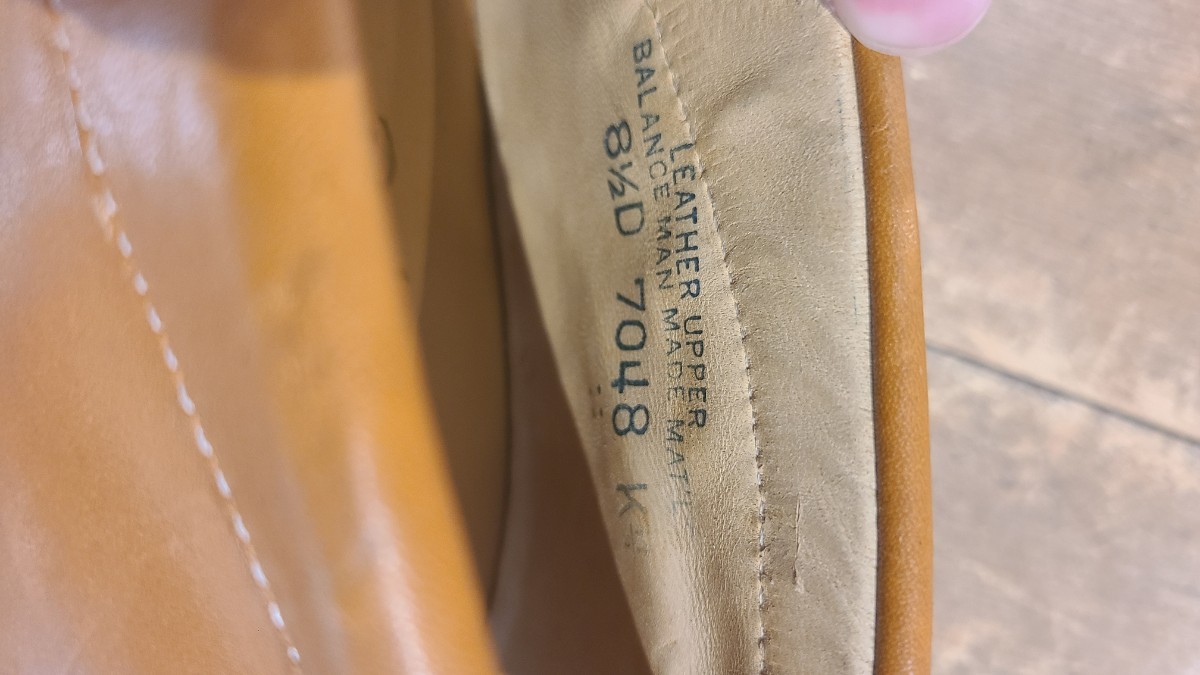 LEATHER UPPER
BALANCE MAN MADE MAT'L
8½D 7048 K